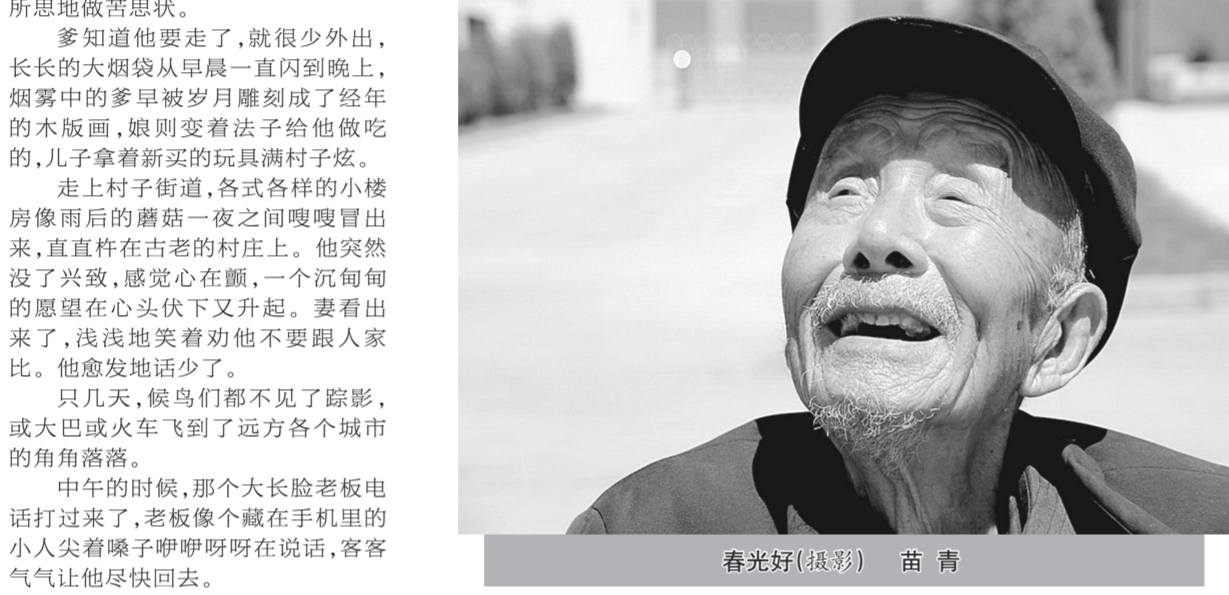 所思地做苦思状。
爹知道他要走了,就很少外出,
长长的大烟袋从早晨一直闪到晚上,
烟雾中的爹早被岁月雕刻成了经年
的木版画,娘则变着法子给他做吃
的,儿子拿着新买的玩具满村子炫。
走上村子街道,各式各样的小楼
房像雨后的蘑菇一夜之间嗖嗖冒出
来,直直杵在古老的村庄上。他突然
没了兴致,感觉心在颤,一个沉甸甸
的愿望在心头伏下又升起。妻看出
来了,浅浅地笑着劝他不要跟人家
比。他愈发地话少了。
只几天,候鸟们都不见了踪影,
或大巴或火车飞到了远方各个城市
的角角落落。
中午的时候,那个大长脸老板电
话打过来了,老板像个藏在手机里的
小人尖着嗓子咿咿呀呀在说话,客客
气气让他尽快回去。
春光好(摄影) 苗 青